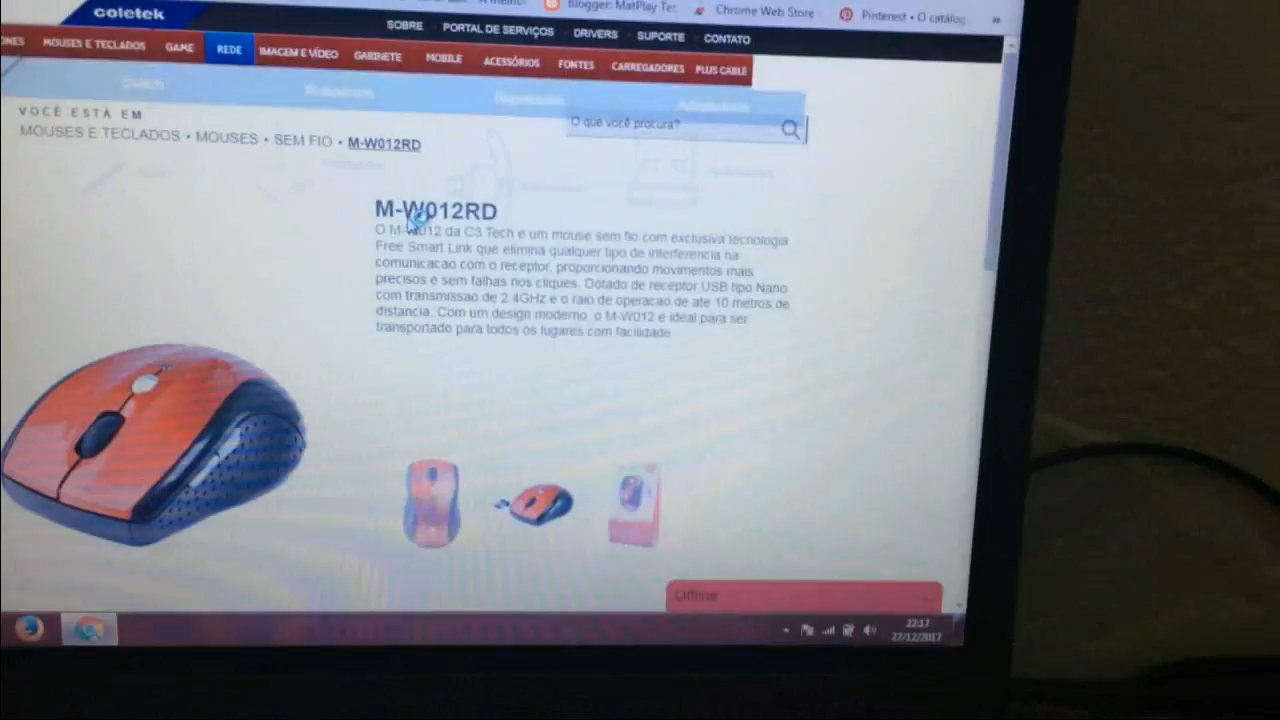 coletek
Blogger: MatPlay Te
Chrome Web Store
Pinterest • O catálog
»
SOBRE PORTAL DE SERVIÇOS DRIVERS SUPORTE CONTATO
MOUSES E TECLADOS GAME REDE IMAGEM E VÍDEO GABINETE MOBILE ACESSÓRIOS FONTES CARREGADORES PLUS CABLE
VOCÊ ESTÁ EM
O que você procura?
MOUSES E TECLADOS • MOUSES • SEM FIO • M-W012RD
M-W012RD
O M-W012 da C3 Tech e um mouse sem fio com exclusiva tecnologia
Free Smart Link que elimina qualquer tipo de interferencia na
comunicacao com o receptor, proporcionando movimentos mais
precisos e sem falhas nos cliques. Dotado de receptor USB tipo Nano
com transmissao de 2.4GHz e o raio de operacao de ate 10 metros de
distancia. Com um design moderno, o M-W012 e ideal para ser
transportado para todos os lugares com facilidade
Offline
22:17
27/12/2017